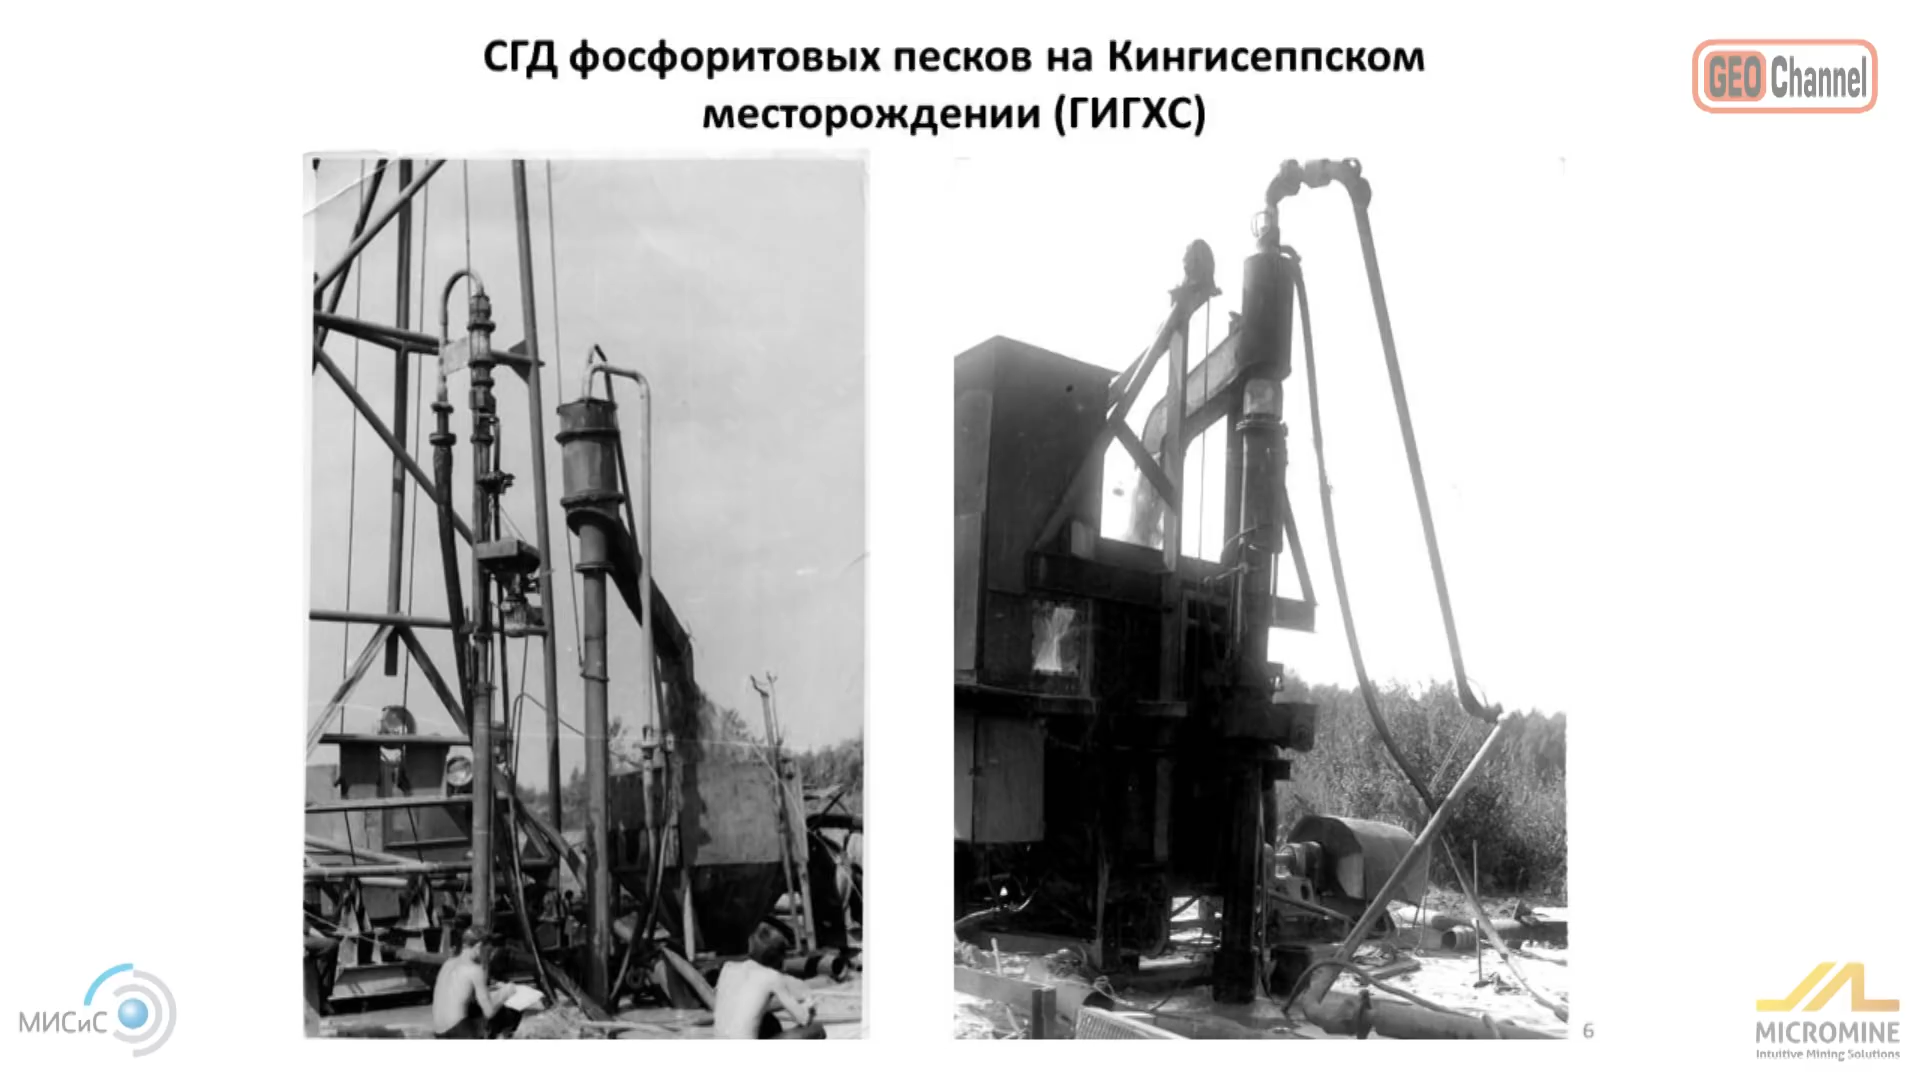 СГД фосфоритовых песков на Кингисеппском
месторождении (ГИГХС)
GEO Channel
МИСиС
6
MICROMINE
Intuitive Mining Solutions